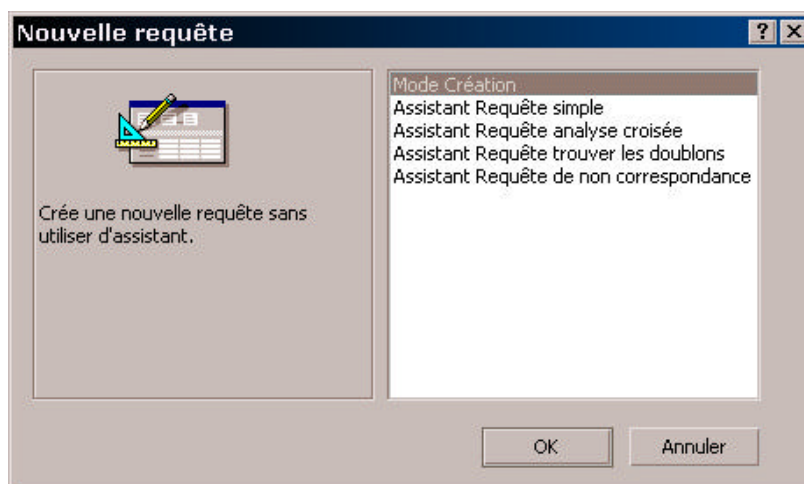 Nouvelle requête
Crée une nouvelle requête sans
utiliser d'assistant.
Mode Création
Assistant Requête simple
Assistant Requête analyse croisée
Assistant Requête trouver les doublons
Assistant Requête de non correspondance
OK
Annuler